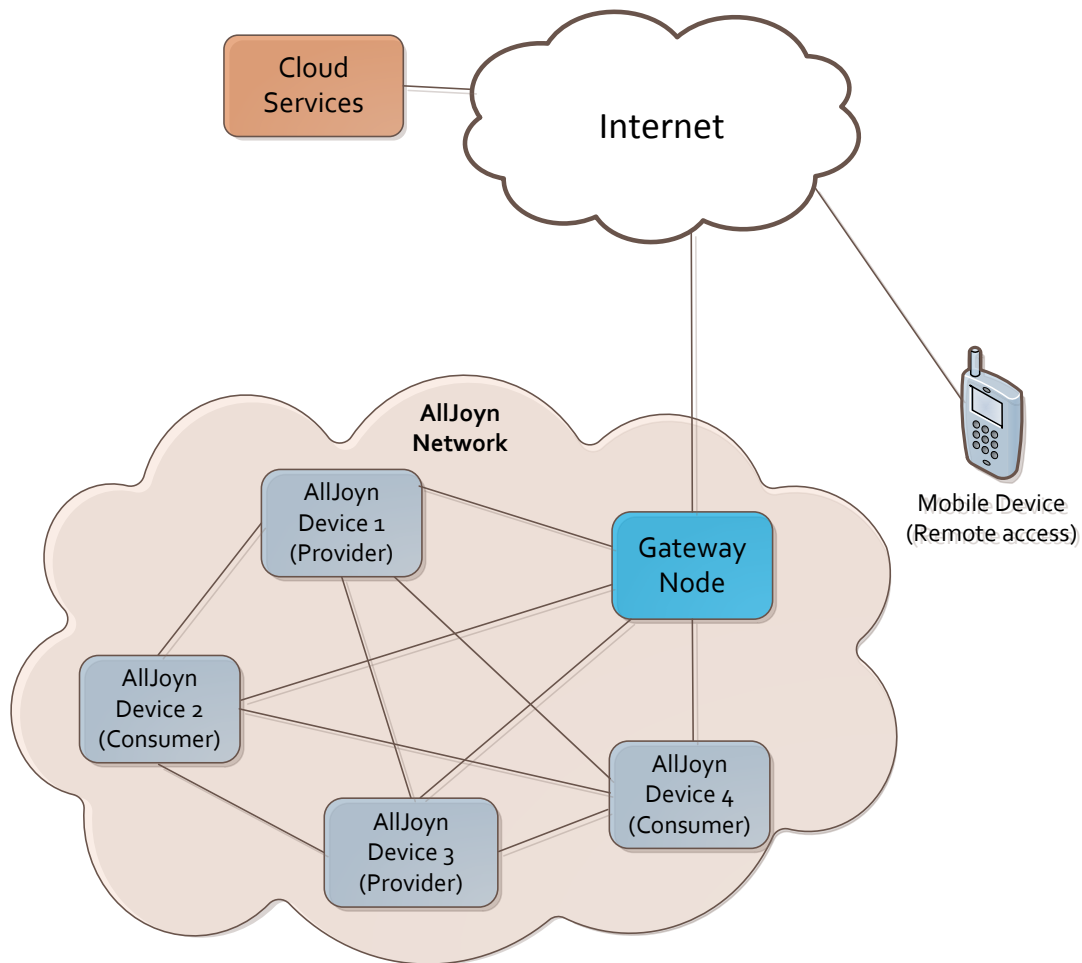 Cloud
Services
Internet
Mobile Device
(Remote access)
AllJoyn
Network
AllJoyn
Device 1
(Provider)
Gateway
Node
AllJoyn
Device 2
(Consumer)
AllJoyn
Device 4
(Consumer)
AllJoyn
Device 3
(Provider)